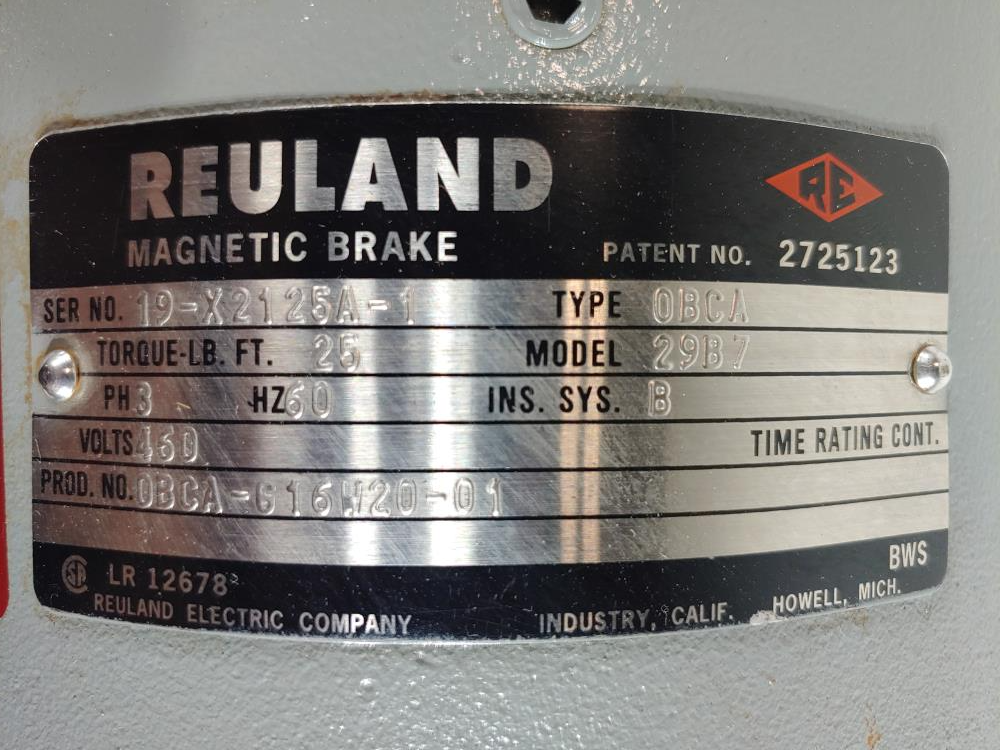 REULAND
MAGNETIC BRAKE
RE
PATENT NO. 2725123
SER NO. 19-X2125A-1 TYPE OBCA
TORQUE-LB. FT. 25 MODEL 29B7
PH 3 HZ 60 INS. SYS. B
VOLTS 460 TIME RATING CONT.
PROD. NO. OBCA-G16W20-01
BWS
SA LR 12678
REULAND ELECTRIC COMPANY INDUSTRY, CALIF. HOWELL, MICH.